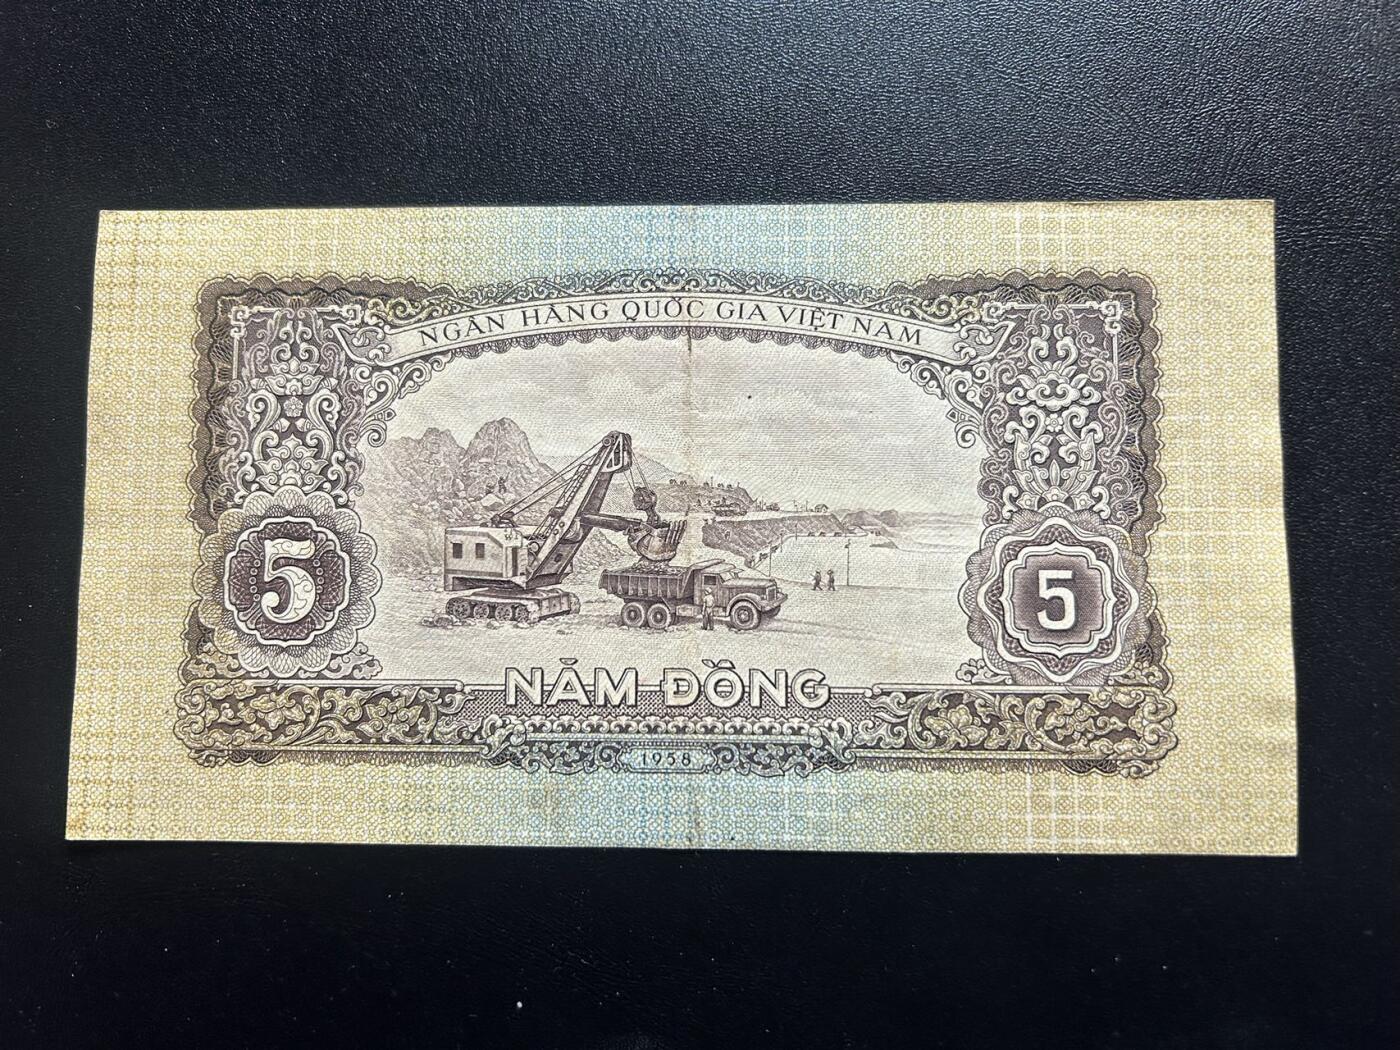 NGÂN HÀNG QUỐC GIA VIỆT NAM
5
5
NĂM ĐỒNG
1958